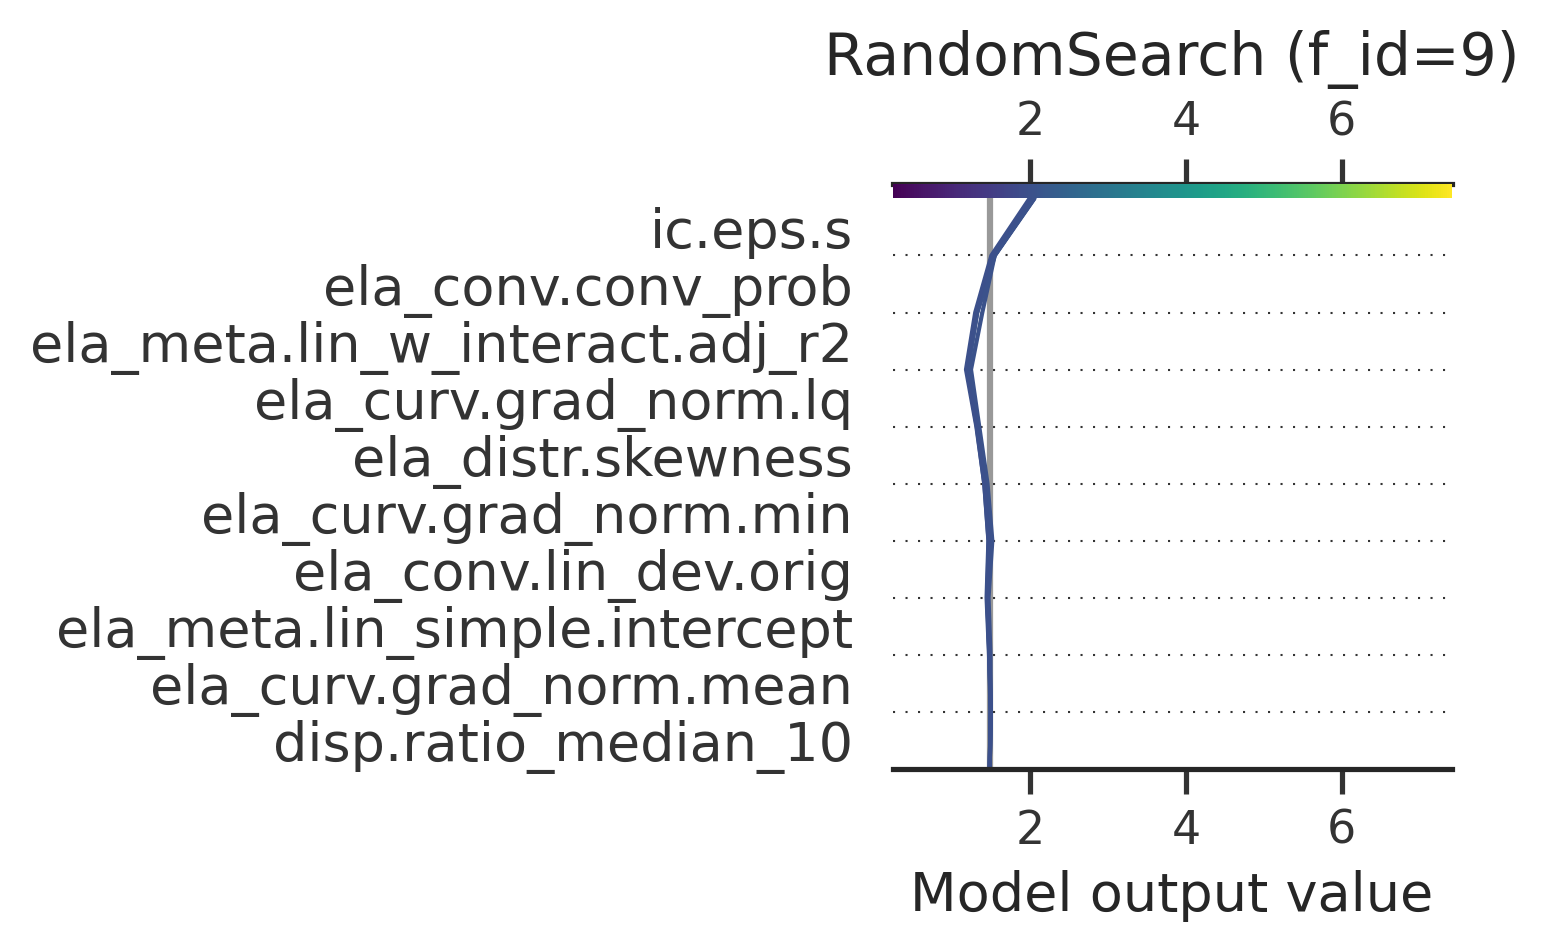 RandomSearch (f_id=9)
2 4 6
ic.eps.s
ela_conv.conv_prob
ela_meta.lin_w_interact.adj_r2
ela_curv.grad_norm.lq
ela_distr.skewness
ela_curv.grad_norm.min
ela_conv.lin_dev.orig
ela_meta.lin_simple.intercept
ela_curv.grad_norm.mean
disp.ratio_median_10
2 4 6
Model output value